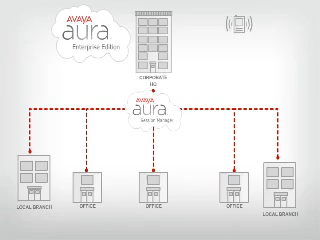 AVAYA
aura
Enterprise Edition
CORPORATE
HQ
AVAYA
aura
Session Manager
LOCAL BRANCH
OFFICE
OFFICE
OFFICE
LOCAL BRANCH